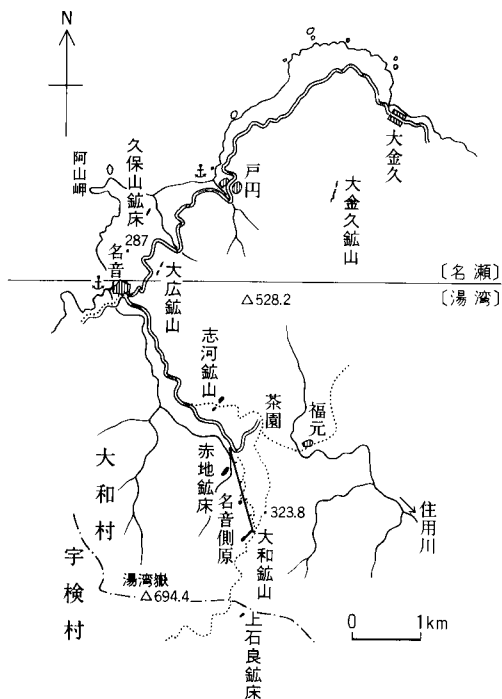 N
久保山鉱床
阿山岬
戸円
大金久
大金久鉱山
287
名音
大広鉱山
〔名瀬〕
〔湯湾〕
△528.2
志河鉱山
茶園
福元
赤地鉱床
名音側原
323.8
大和鉱山
住用川
大和村
宇検村
湯湾嶽
△694.4
上石良鉱床
0 1km